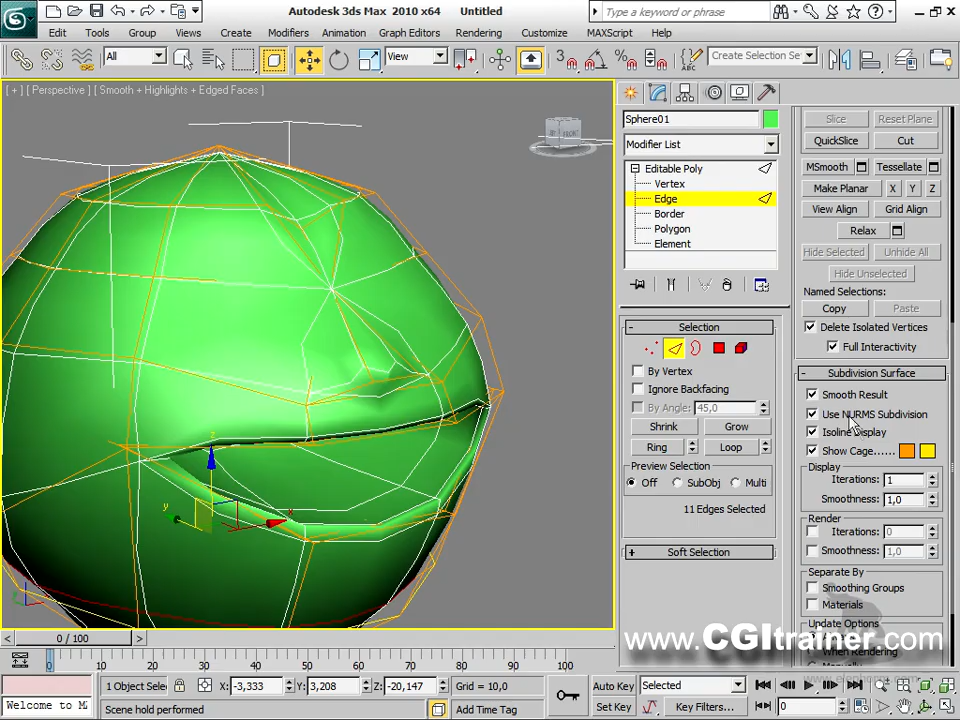 Autodesk 3ds Max 2010 x64 Untitled
Type a keyword or phrase
Edit Tools Group Views Create Modifiers Animation Graph Editors Rendering Customize MAXScript Help
All
View
3
ABC
Create Selection Se
[ + ] [ Perspective ] [ Smooth + Highlights + Edged Faces ]
FRONT
z
y
x
Sphere01
Modifier List
Editable Poly
Vertex
Edge
Border
Polygon
Element
Selection
By Vertex
Ignore Backfacing
By Angle: 45,0
Shrink Grow
Ring Loop
Preview Selection
Off SubObj Multi
11 Edges Selected
Soft Selection
Slice Reset Plane
QuickSlice Cut
MSmooth Tessellate
Make Planar X Y Z
View Align Grid Align
Relax
Hide Selected Unhide All
Hide Unselected
Named Selections:
Copy Paste
Delete Isolated Vertices
Full Interactivity
Subdivision Surface
Smooth Result
Use NURMS Subdivision
Isoline Display
Show Cage......
Display
Iterations: 1
Smoothness: 1,0
Render
Iterations: 0
Smoothness: 1,0
Separate By
Smoothing Groups
Materials
Update Options
When Rendering
Manually
www.CGItrainer.com
0 / 100
0 10 20 30 40 50 60 70 80 90 100
1 Object Sele X: -3,333 Y: 3,208 Z: -20,147 Grid = 10,0
Auto Key Selected
Welcome to M
Scene hold performed
Add Time Tag
Set Key Key Filters...
0